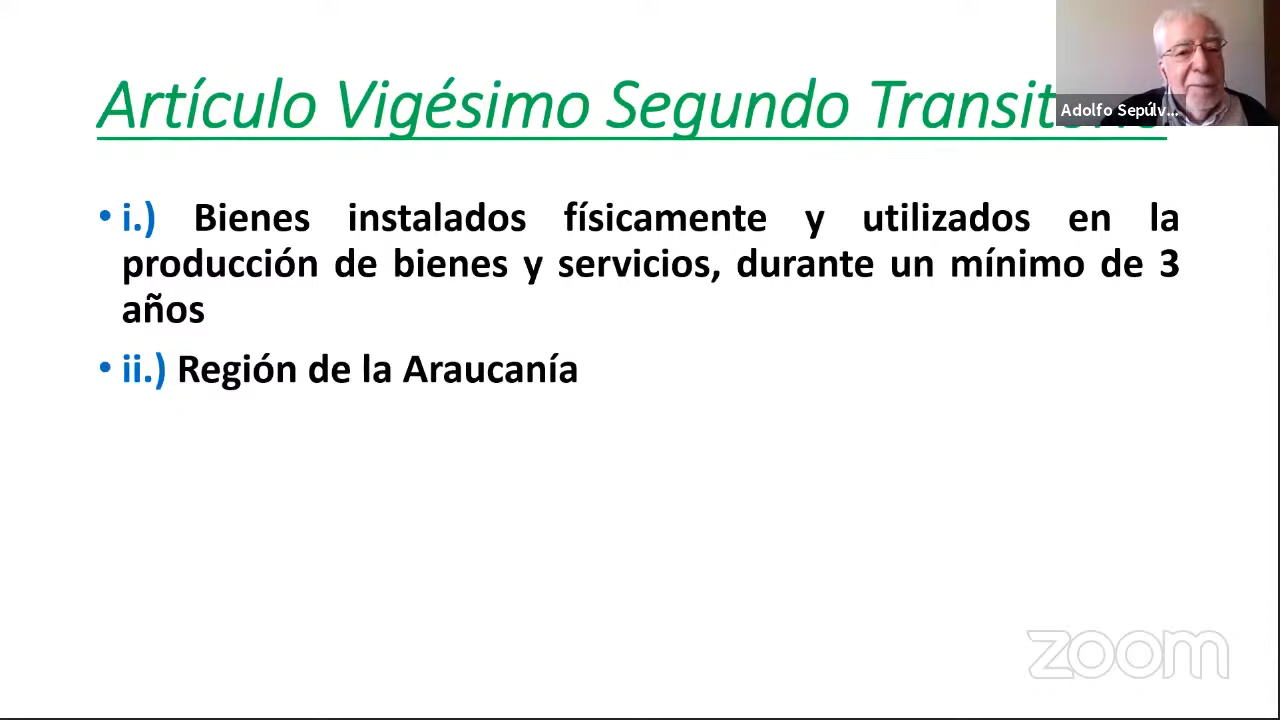 Artículo Vigésimo Segundo
Adolfo Sepúlv...
• i.) Bienes instalados físicamente y utilizados en la
producción de bienes y servicios, durante un mínimo de 3
años
• ii.) Región de la Araucanía
zoom